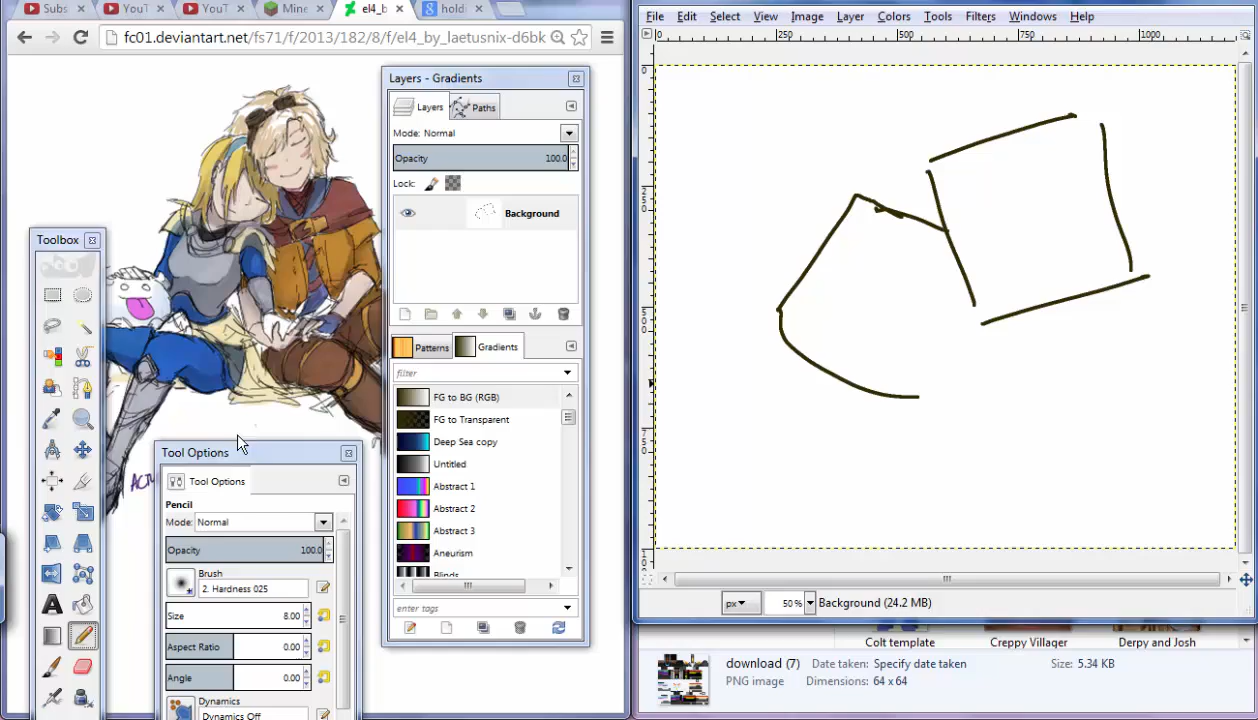 Subs
YouT
YouT
Mine
el4_b
holdi
fc01.deviantart.net/fs71/f/2013/182/8/f/el4_by_laetusnix-d6bk
Layers - Gradients
Layers
Paths
Mode: Normal
Opacity 100.0
Lock:
Background
Patterns
Gradients
filter
FG to BG (RGB)
FG to Transparent
Deep Sea copy
Untitled
Abstract 1
Abstract 2
Abstract 3
Aneurism
Blinds
enter tags
Toolbox
Tool Options
Tool Options
Pencil
Mode: Normal
Opacity 100.0
Brush
2. Hardness 025
Size 8.00
Aspect Ratio 0.00
Angle 0.00
Dynamics
Dynamics Off
File Edit Select View Image Layer Colors Tools Filters Windows Help
0 250 500 750 1000
0
250
500
750
px 50% Background (24.2 MB)
Colt template
Creppy Villager
Derpy and Josh
download (7) Date taken: Specify date taken Size: 5.34 KB
PNG image Dimensions: 64 x 64